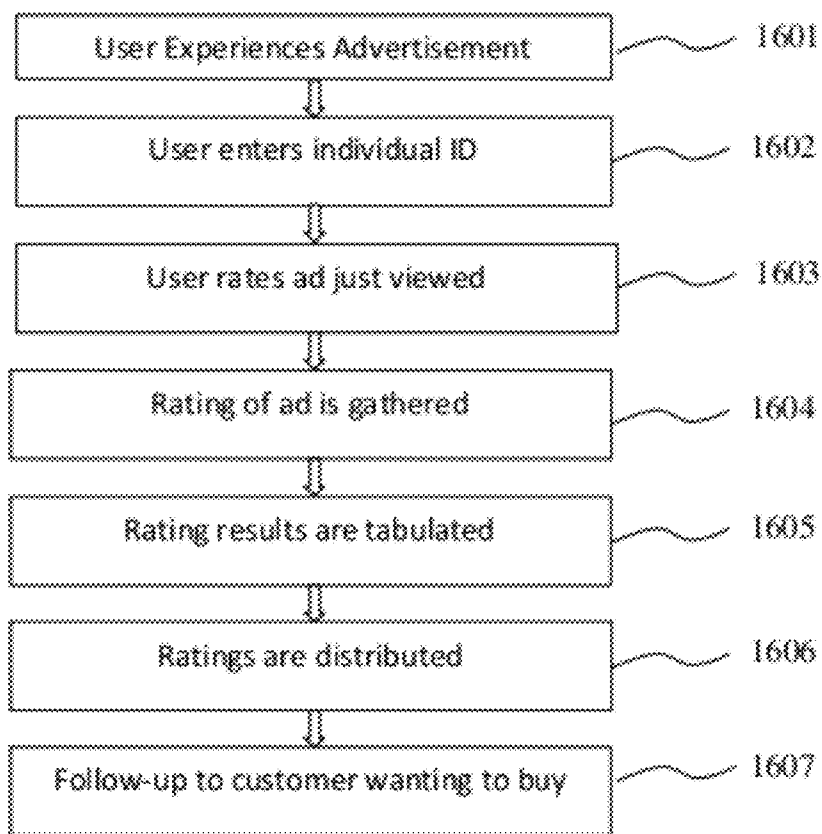 User Experiences Advertisement 1601
User enters individual ID 1602
User rates ad just viewed 1603
Rating of ad is gathered 1604
Rating results are tabulated 1605
Ratings are distributed 1606
Follow-up to customer wanting to buy 1607